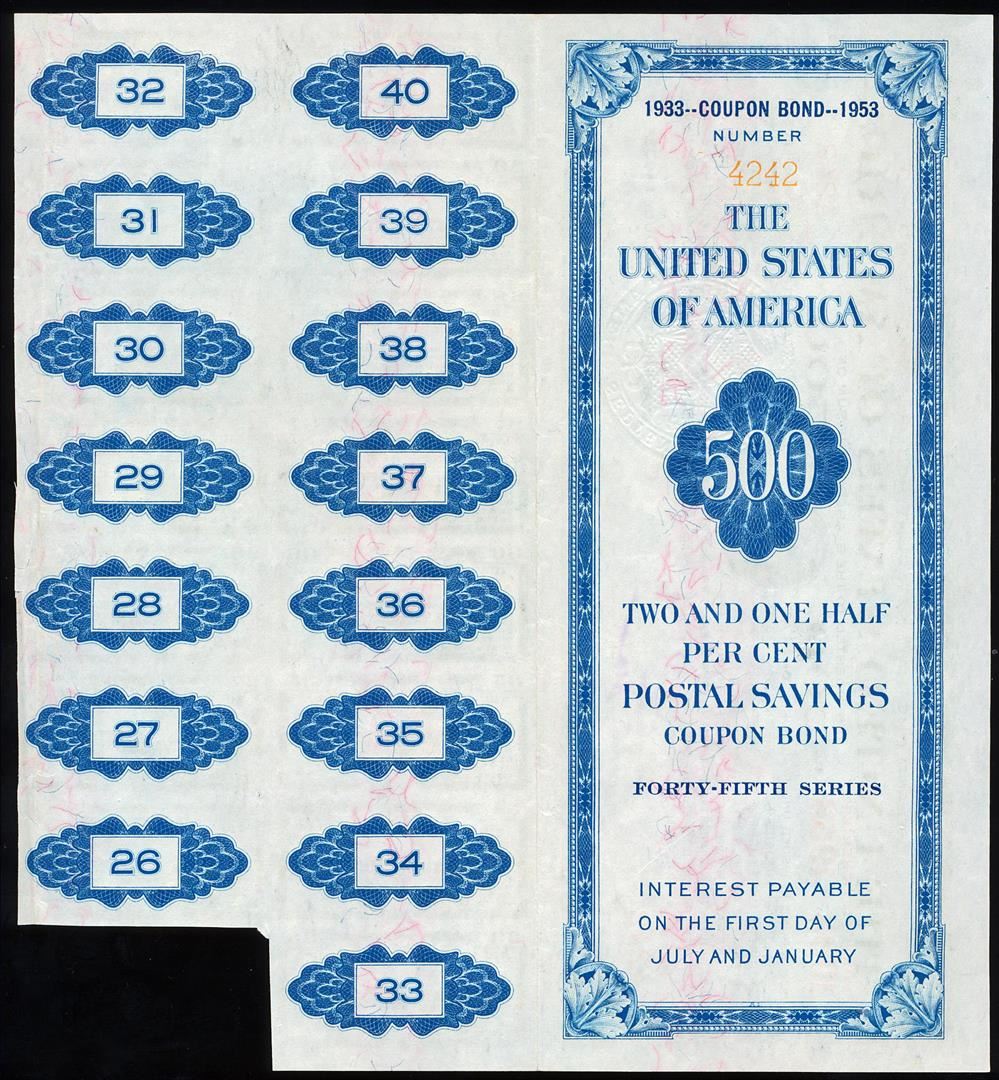 32
31
30
29
28
27
26
40
39
38
37
36
35
34
33
1933--COUPON BOND--1953
NUMBER
4242
THE
UNITED STATES
OF AMERICA
500
TWO AND ONE HALF
PER CENT
POSTAL SAVINGS
COUPON BOND
FORTY-FIFTH SERIES
INTEREST PAYABLE
ON THE FIRST DAY OF
JULY AND JANUARY